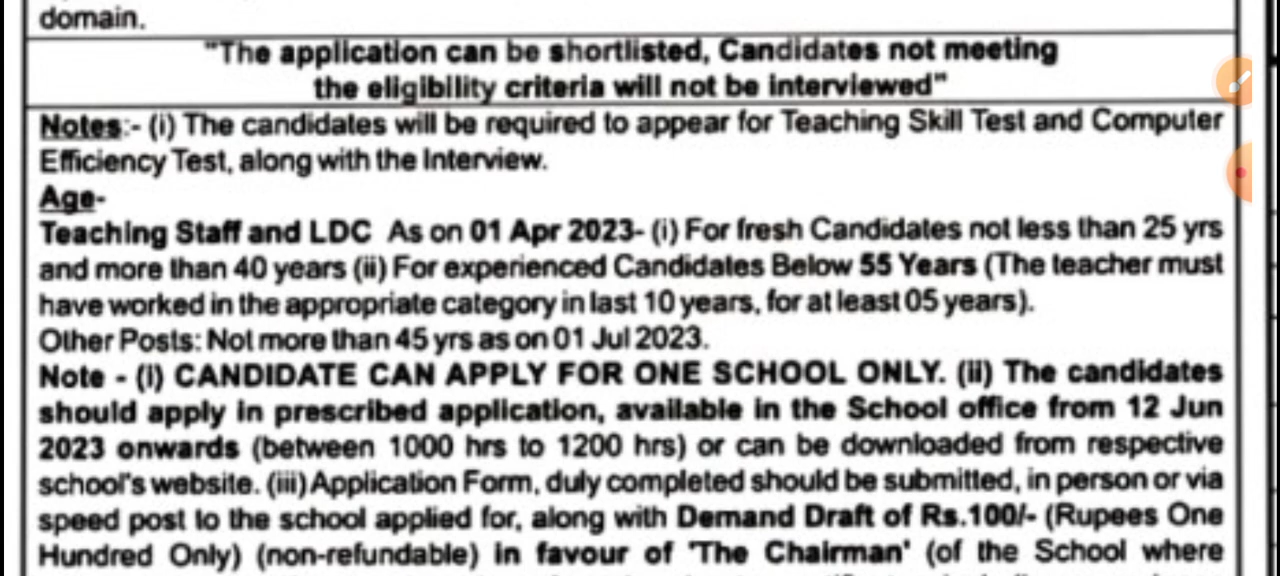 domain.
"The application can be shortlisted, Candidates not meeting
the eligibility criteria will not be interviewed"
Notes:- (i) The candidates will be required to appear for Teaching Skill Test and Computer
Efficiency Test, along with the Interview.
Age-
Teaching Staff and LDC As on 01 Apr 2023- (i) For fresh Candidates not less than 25 yrs
and more than 40 years (ii) For experienced Candidates Below 55 Years (The teacher must
have worked in the appropriate category in last 10 years, for at least 05 years).
Other Posts: Not more than 45 yrs as on 01 Jul 2023.
Note - (i) CANDIDATE CAN APPLY FOR ONE SCHOOL ONLY. (ii) The candidates
should apply in prescribed application, available in the School office from 12 Jun
2023 onwards (between 1000 hrs to 1200 hrs) or can be downloaded from respective
school's website. (iii) Application Form, duly completed should be submitted, in person or via
speed post to the school applied for, along with Demand Draft of Rs.100/- (Rupees One
Hundred Only) (non-refundable) in favour of 'The Chairman' (of the School where